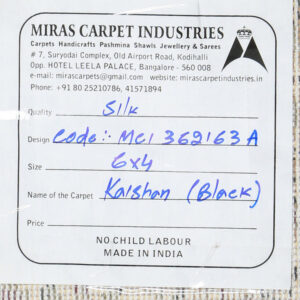 MIRAS CARPET INDUSTRIES
Carpets Handicrafts Pashmina Shawls Jewellery & Sarees
# 7, Suryodai Complex, Old Airport Road, Kodihalli
Opp. HOTEL LEELA PALACE, Bangalore - 560 008
e-mail: mirascarpets@gmail.com website: mirascarpetindustries.in
Phone: +91 80 25210786, 41571894
Quality Silk
Design Code:- MCI 362163 A
Size 6x4
Name of the Carpet Kaishan (Black)
Price
NO CHILD LABOUR
MADE IN INDIA